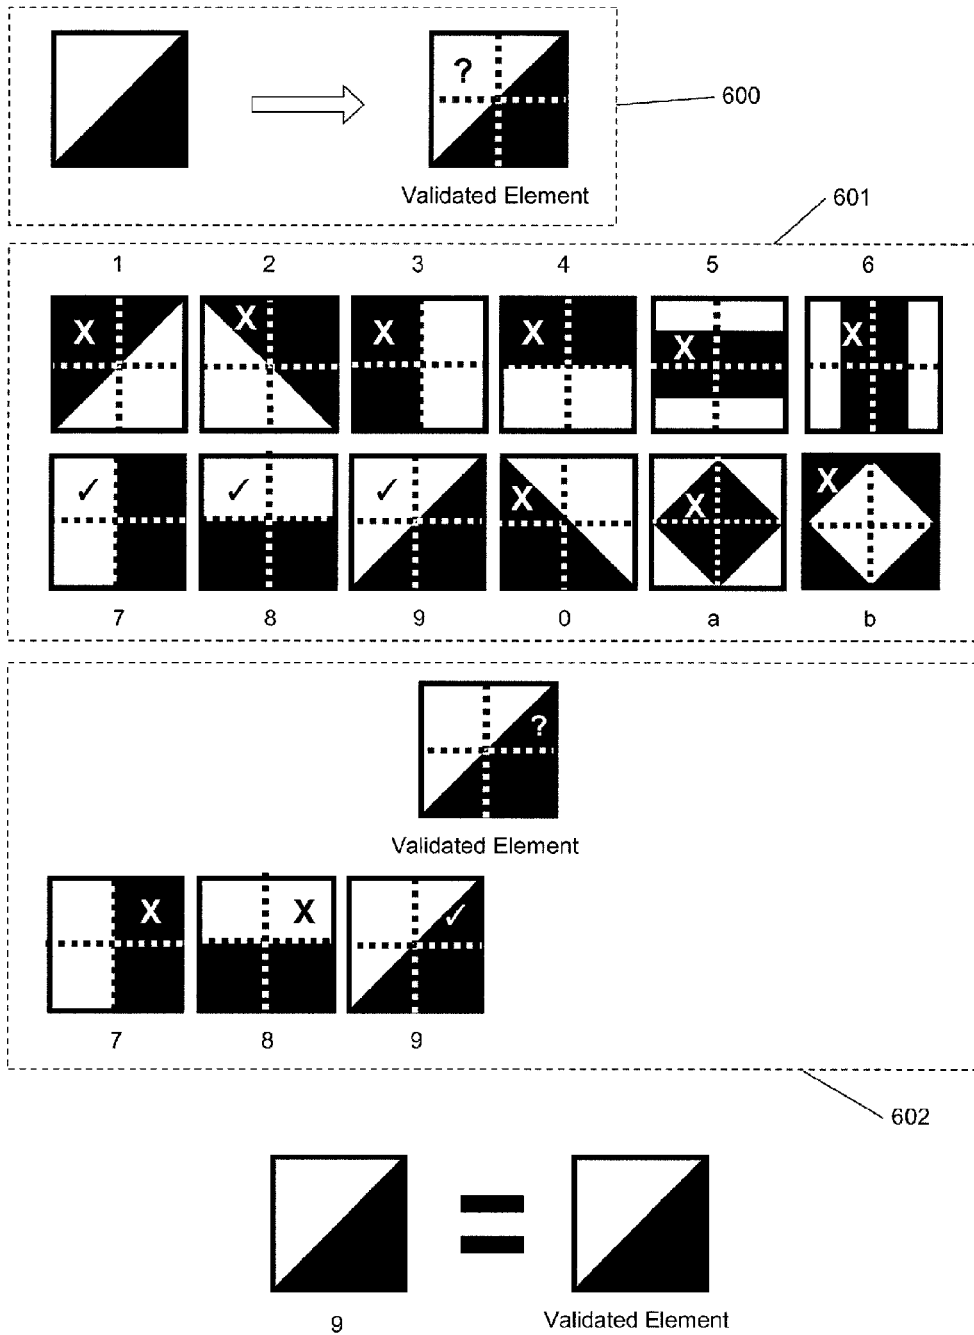 ?
600
Validated Element
601
1 2 3 4 5 6
X X X X X X
✓ ✓ ✓ X X X
7 8 9 0 a b
?
Validated Element
X X ✓
7 8 9
602
=
9 Validated Element